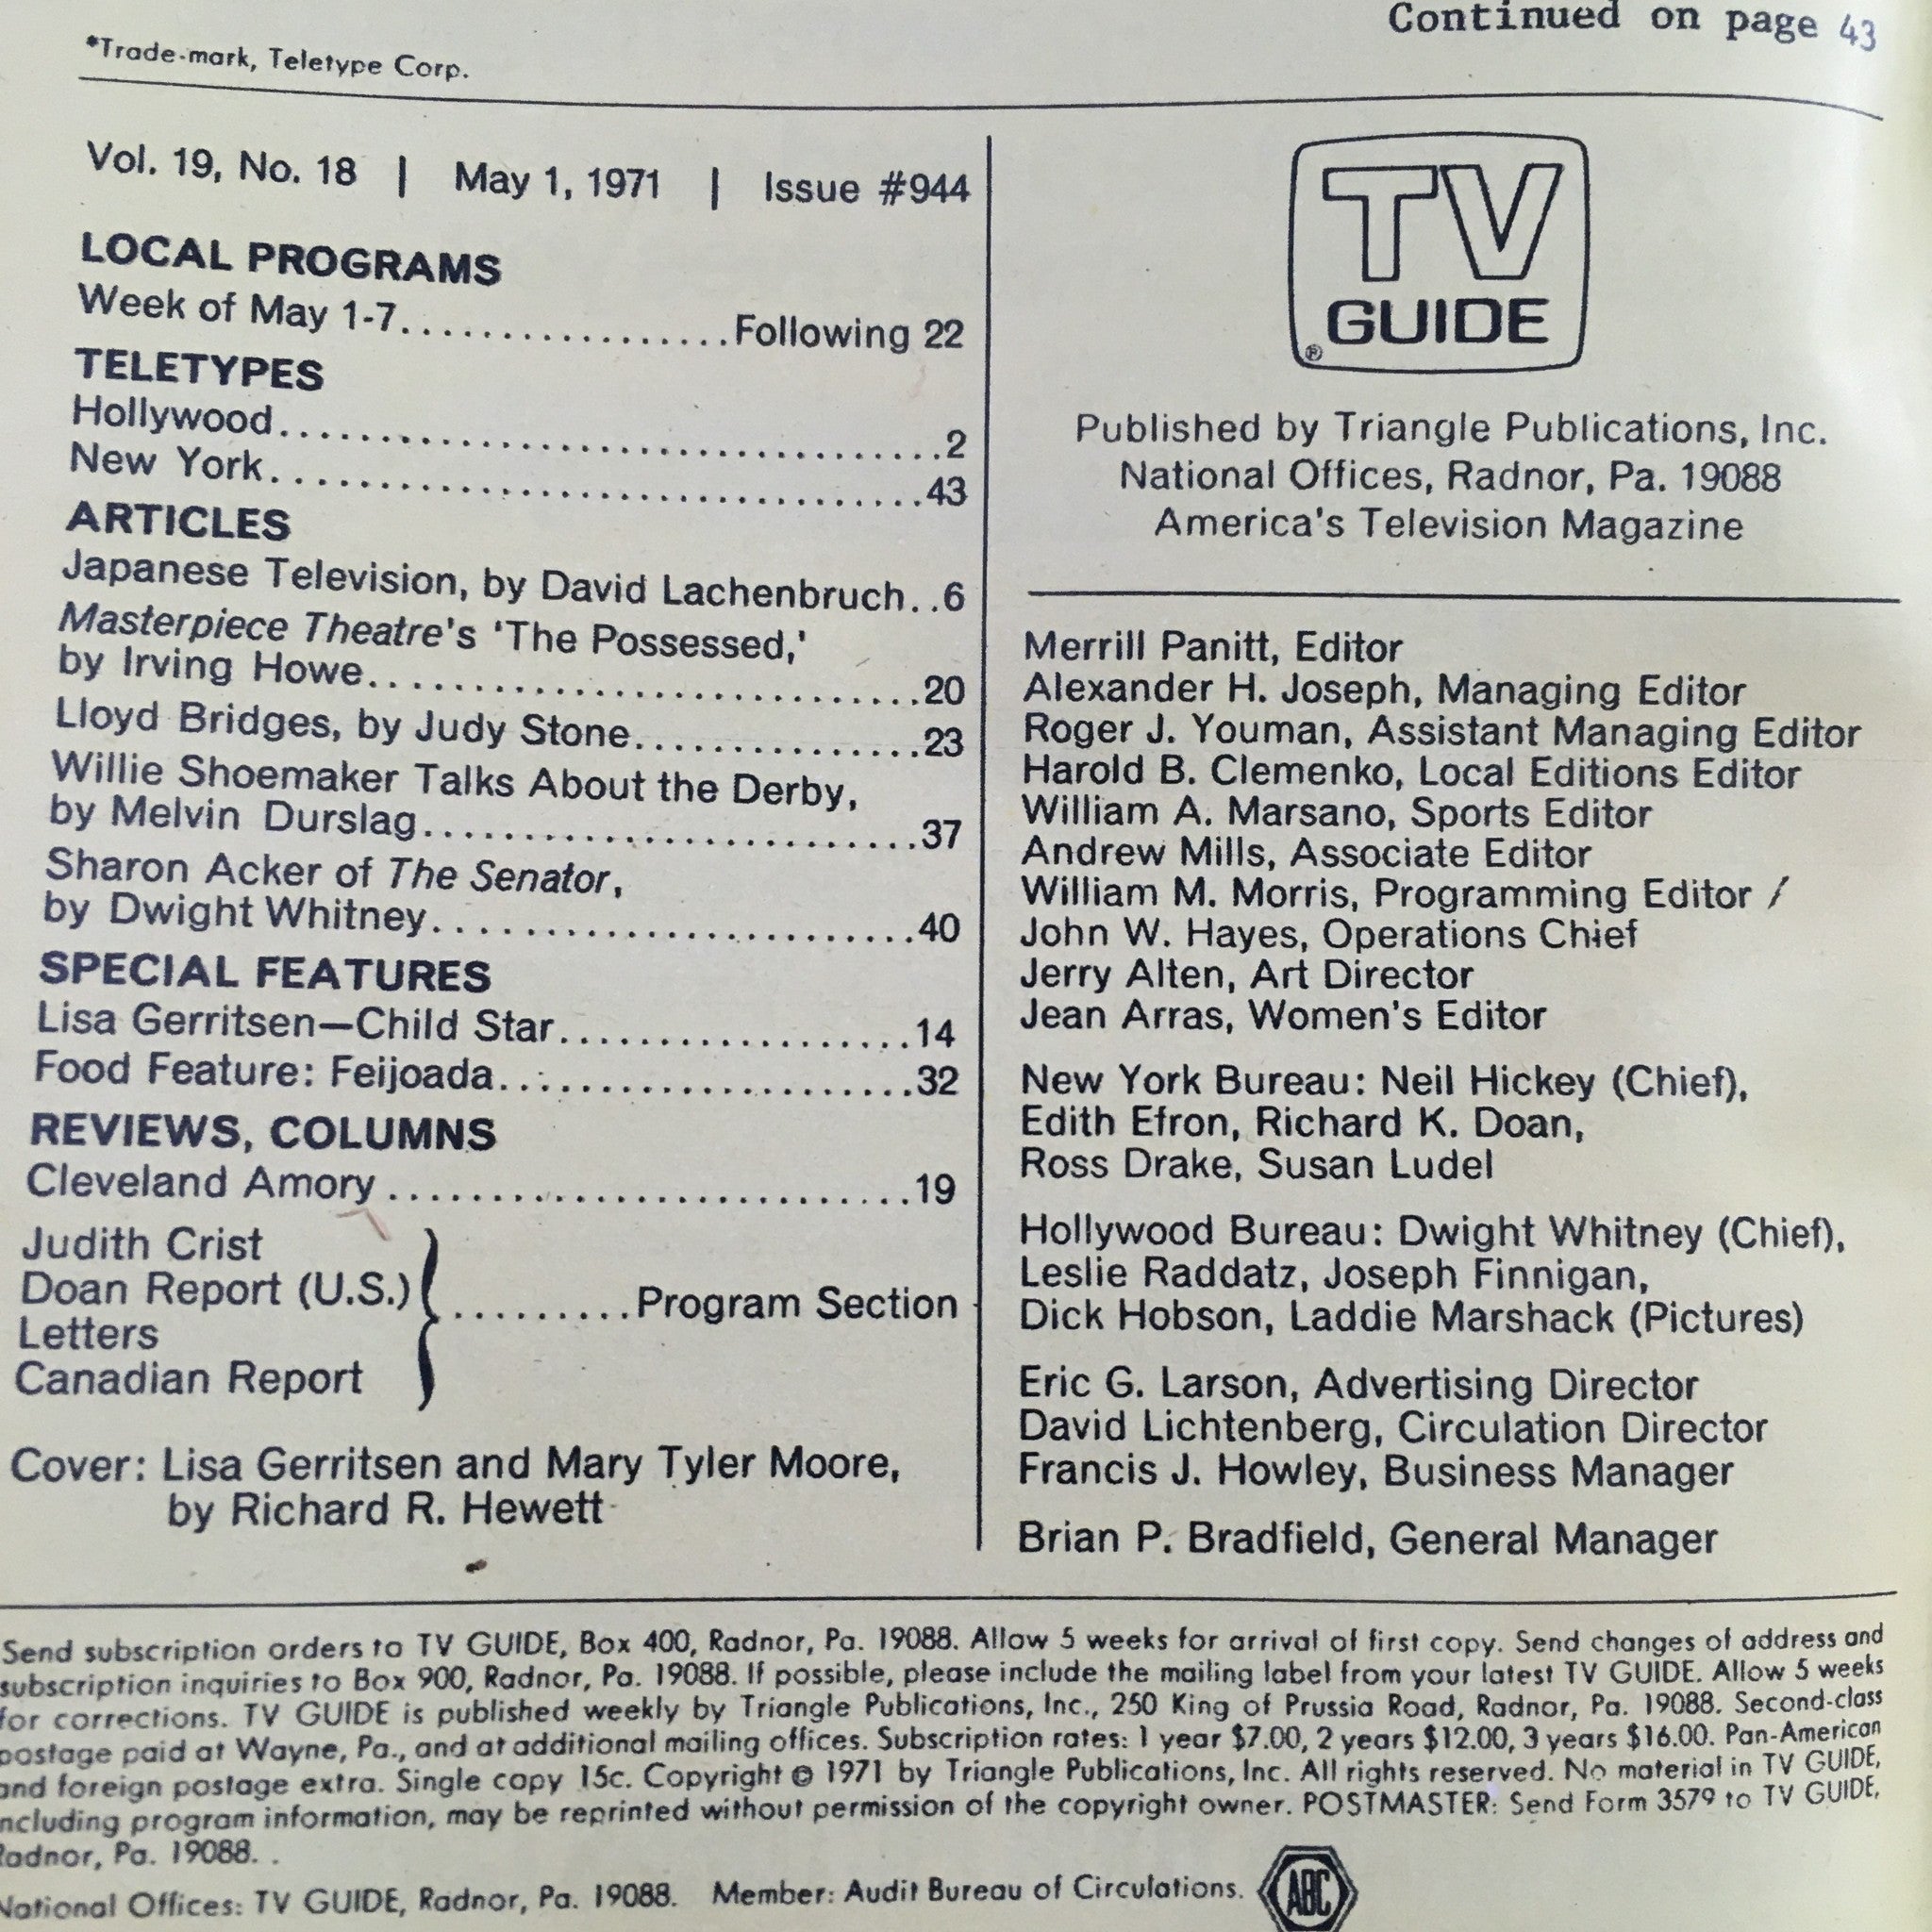 Continued on page 43
*Trade-mark, Teletype Corp.
Vol. 19, No. 18 | May 1, 1971 | Issue #944
LOCAL PROGRAMS
Week of May 1-7.................Following 22
TELETYPES
Hollywood.................................2
New York.................................43
ARTICLES
Japanese Television, by David Lachenbruch..6
Masterpiece Theatre's 'The Possessed,'
by Irving Howe............................20
Lloyd Bridges, by Judy Stone...............23
Willie Shoemaker Talks About the Derby,
by Melvin Durslag.........................37
Sharon Acker of The Senator,
by Dwight Whitney.........................40
SPECIAL FEATURES
Lisa Gerritsen—Child Star...................14
Food Feature: Feijoada......................32
REVIEWS, COLUMNS
Cleveland Amory ...........................19
Judith Crist
Doan Report (U.S.)
Letters
Canadian Report
..........Program Section
Cover: Lisa Gerritsen and Mary Tyler Moore,
by Richard R. Hewett
TV
GUIDE
®
Published by Triangle Publications, Inc.
National Offices, Radnor, Pa. 19088
America's Television Magazine
Merrill Panitt, Editor
Alexander H. Joseph, Managing Editor
Roger J. Youman, Assistant Managing Editor
Harold B. Clemenko, Local Editions Editor
William A. Marsano, Sports Editor
Andrew Mills, Associate Editor
William M. Morris, Programming Editor /
John W. Hayes, Operations Chief
Jerry Alten, Art Director
Jean Arras, Women's Editor
New York Bureau: Neil Hickey (Chief),
Edith Efron, Richard K. Doan,
Ross Drake, Susan Ludel
Hollywood Bureau: Dwight Whitney (Chief),
Leslie Raddatz, Joseph Finnigan,
Dick Hobson, Laddie Marshack (Pictures)
Eric G. Larson, Advertising Director
David Lichtenberg, Circulation Director
Francis J. Howley, Business Manager
Brian P. Bradfield, General Manager
Send subscription orders to TV GUIDE, Box 400, Radnor, Pa. 19088. Allow 5 weeks for arrival of first copy. Send changes of address and
subscription inquiries to Box 900, Radnor, Pa. 19088. If possible, please include the mailing label from your latest TV GUIDE. Allow 5 weeks
for corrections. TV GUIDE is published weekly by Triangle Publications, Inc., 250 King of Prussia Road, Radnor, Pa. 19088. Second-class
postage paid at Wayne, Pa., and at additional mailing offices. Subscription rates: 1 year $7.00, 2 years $12.00, 3 years $16.00. Pan-American
and foreign postage extra. Single copy 15c. Copyright © 1971 by Triangle Publications, Inc. All rights reserved. No material in TV GUIDE,
including program information, may be reprinted without permission of the copyright owner. POSTMASTER: Send Form 3579 to TV GUIDE,
Radnor, Pa. 19088. .
National Offices: TV GUIDE, Radnor, Pa. 19088. Member: Audit Bureau of Circulations.
ABC